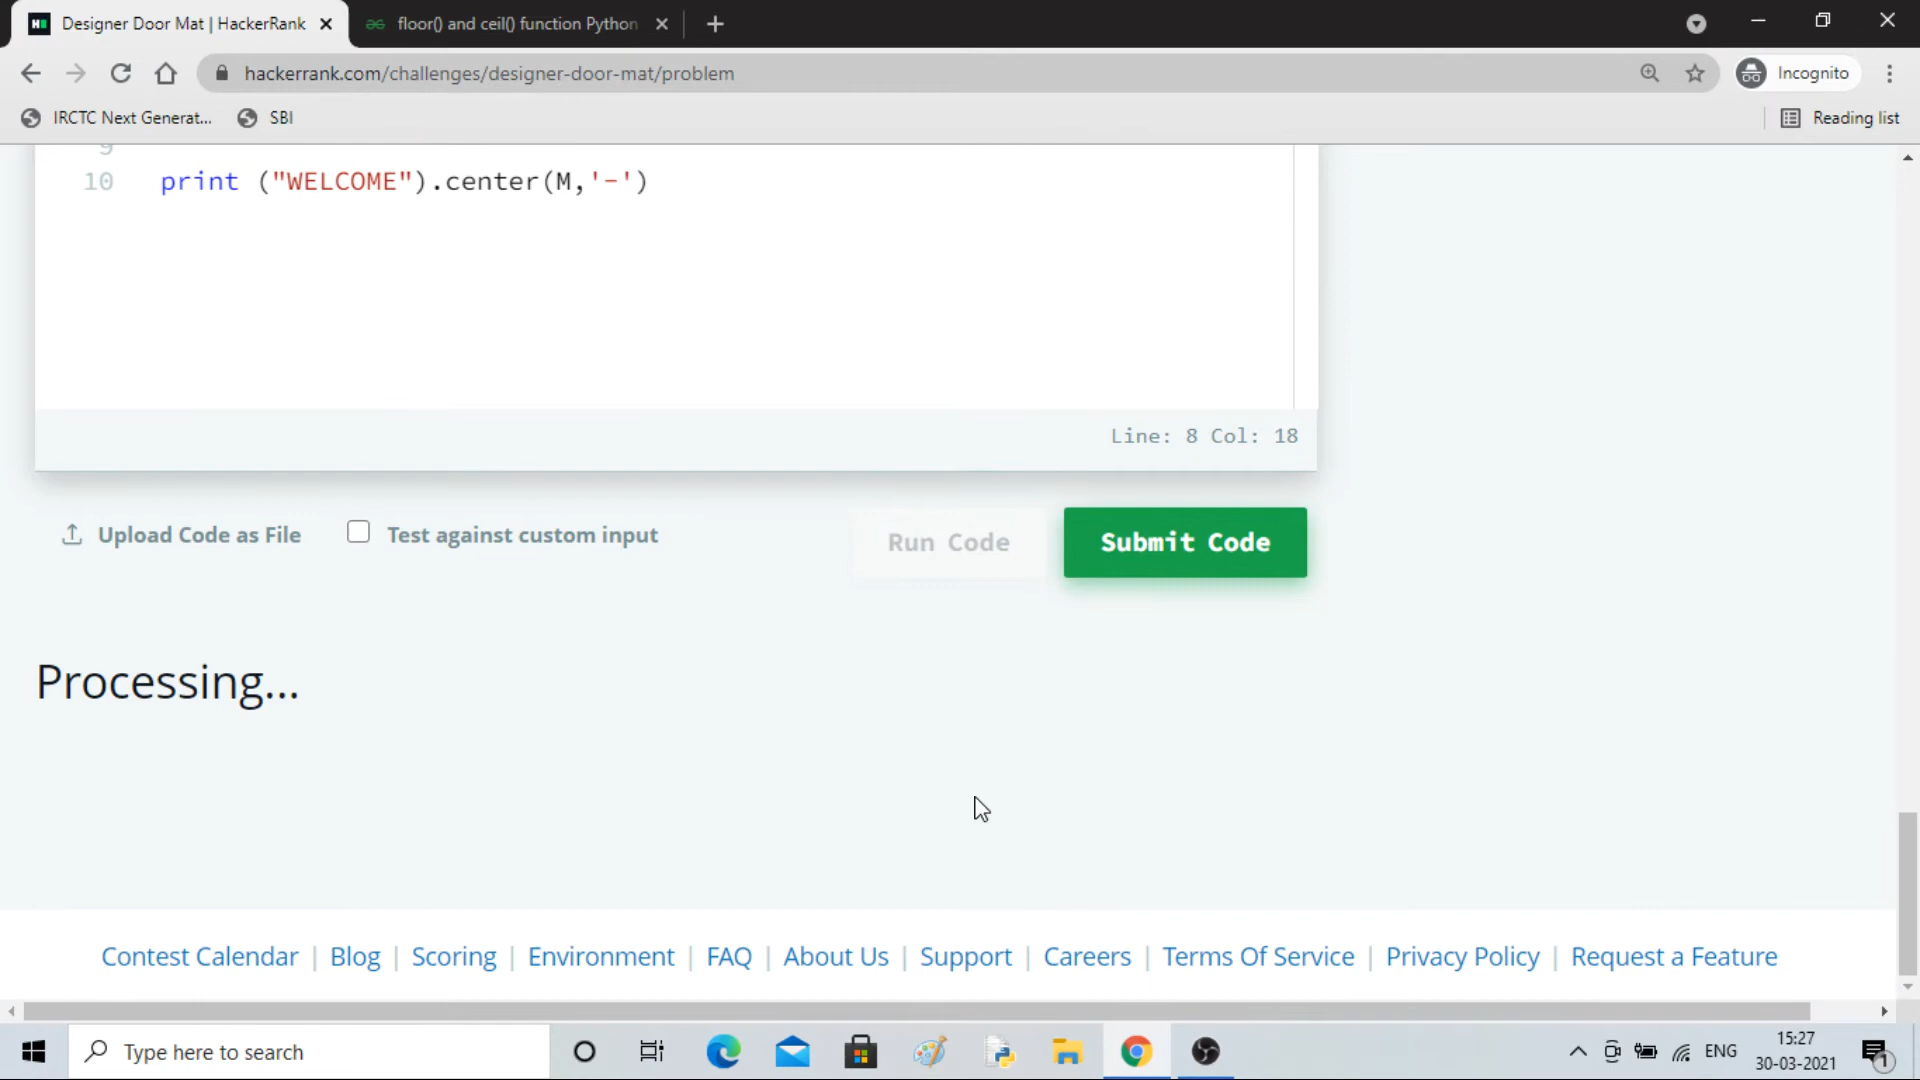 Designer Door Mat | HackerRank
floor() and ceil() function Python
hackerrank.com/challenges/designer-door-mat/problem
Incognito
IRCTC Next Generat...
SBI
Reading list
9
10 print ("WELCOME").center(M,'-')
Line: 8 Col: 18
Upload Code as File
Test against custom input
Run Code
Submit Code
Processing...
Contest Calendar | Blog | Scoring | Environment | FAQ | About Us | Support | Careers | Terms Of Service | Privacy Policy | Request a Feature
Type here to search
ENG
15:27
30-03-2021
1